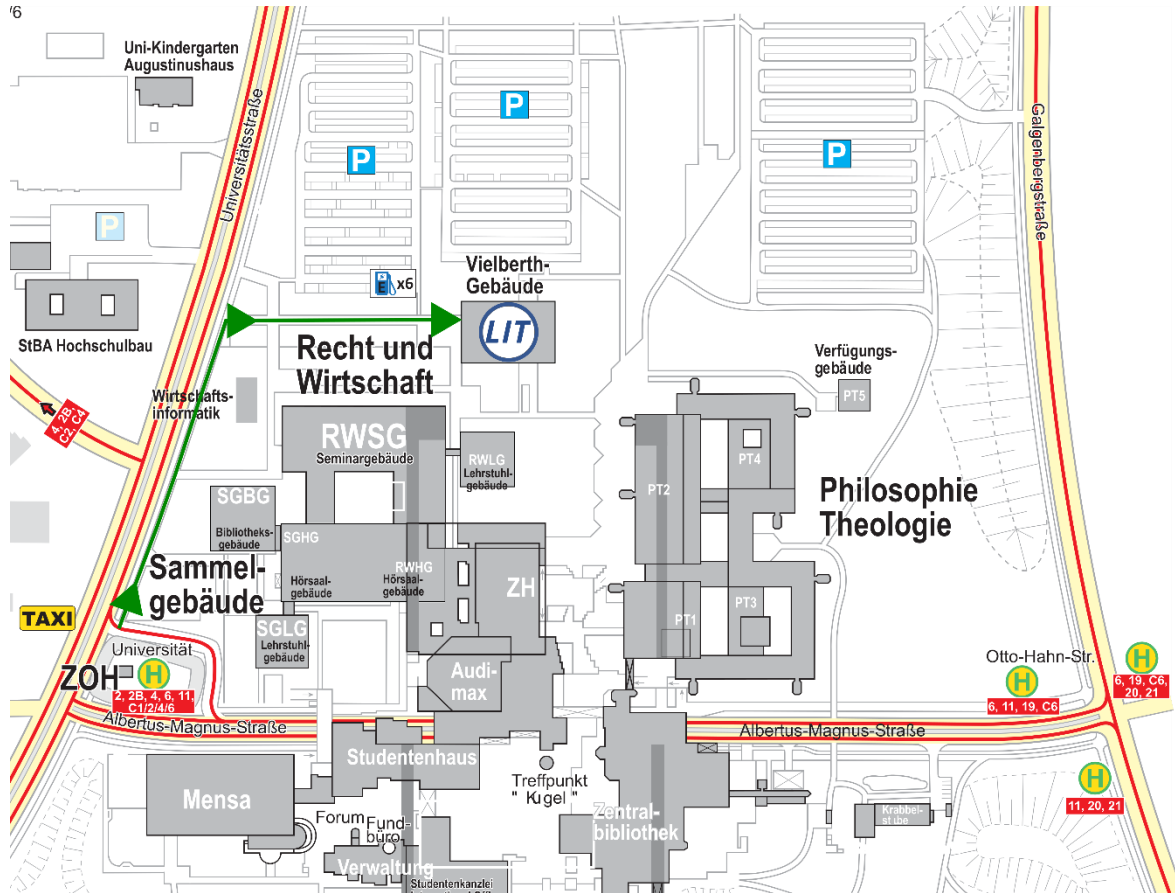 /6
Uni-Kindergarten
Augustinushaus
Universitätsstraße
P
P
P
P
Galgenbergstraße
E x6
Vielberth-
Gebäude
LIT
StBA Hochschulbau
Recht und
Wirtschaft
Verfügungs-
gebäude
PT5
Wirtschafts-
informatik
4, 2B,
C2, C4
RWSG
Seminargebäude
RWLG
Lehrstuhl-
gebäude
PT4
PT2
Philosophie
Theologie
SGBG
Bibliotheks-
gebäude
SGHG
Hörsaal-
gebäude
RWHG
Hörsaal-
gebäude
ZH
Sammel-
gebäude
TAXI
PT3
PT1
SGLG
Lehrstuhl-
gebäude
Universität
ZOH
H
2, 2B, 4, 6, 11,
C1/2/4/6
Audi-
max
Otto-Hahn-Str.
H
6, 11, 19, C6
H
6, 19, C6,
20, 21
Albertus-Magnus-Straße
Albertus-Magnus-Straße
Studentenhaus
Mensa
Treffpunkt
" Kugel "
H
11, 20, 21
Zentral-
bibliothek
Krabbel-
stube
Forum
Fund-
büro
Verwaltung
Studentenkanzlei